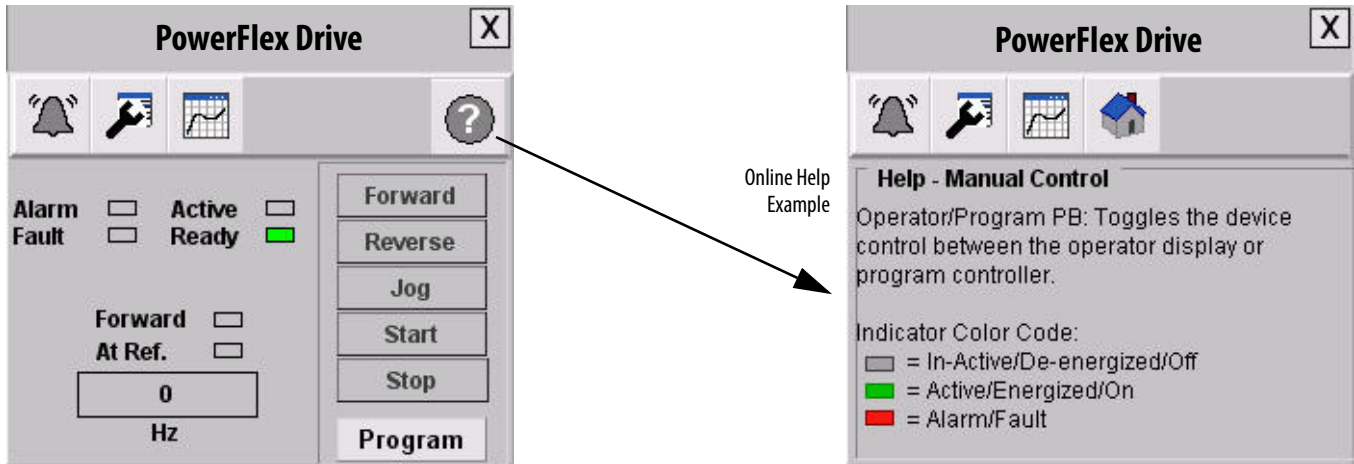 PowerFlex Drive
X
?
Alarm
Active
Fault
Ready
Forward
At Ref.
0
Hz
Forward
Reverse
Jog
Start
Stop
Program
Online Help
Example
PowerFlex Drive
X
Help - Manual Control
Operator/Program PB: Toggles the device
control between the operator display or
program controller.
Indicator Color Code:
= In-Active/De-energized/Off
= Active/Energized/On
= Alarm/Fault